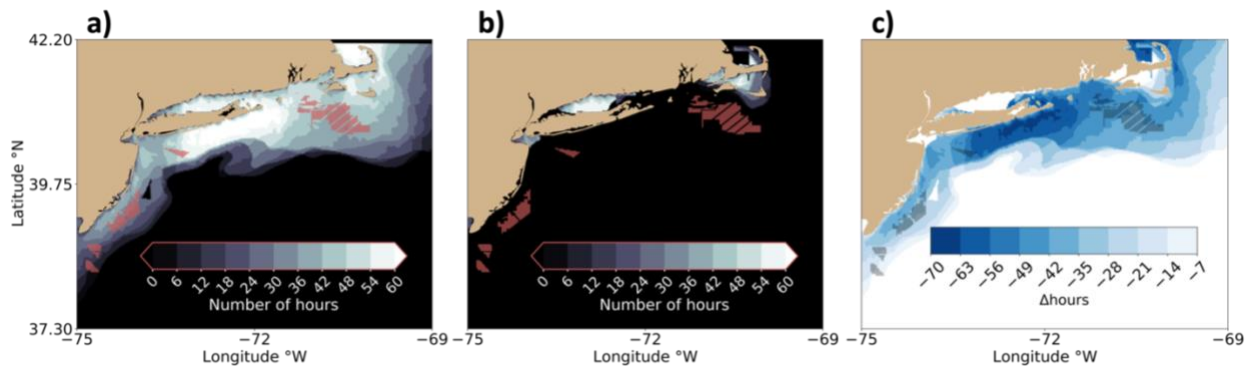 a)
b)
c)
42.20
39.75
37.30
Latitude °N
0 6 12 18 24 30 36 42 48 54 60
Number of hours
0 6 12 18 24 30 36 42 48 54 60
Number of hours
−70 −63 −56 −49 −42 −35 −28 −21 −14 −7
Δhours
−75 −72 −69
−75 −72 −69
−75 −72 −69
Longitude °W
Longitude °W
Longitude °W